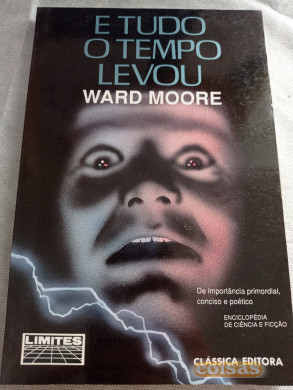 E TUDO
O TEMPO
LEVOU
WARD MOORE
De importância primordial,
conciso e poético
ENCICLOPÉDIA
DE CIÊNCIA E FICÇÃO
LIMITES
CLÁSSICA EDITORA
coisas